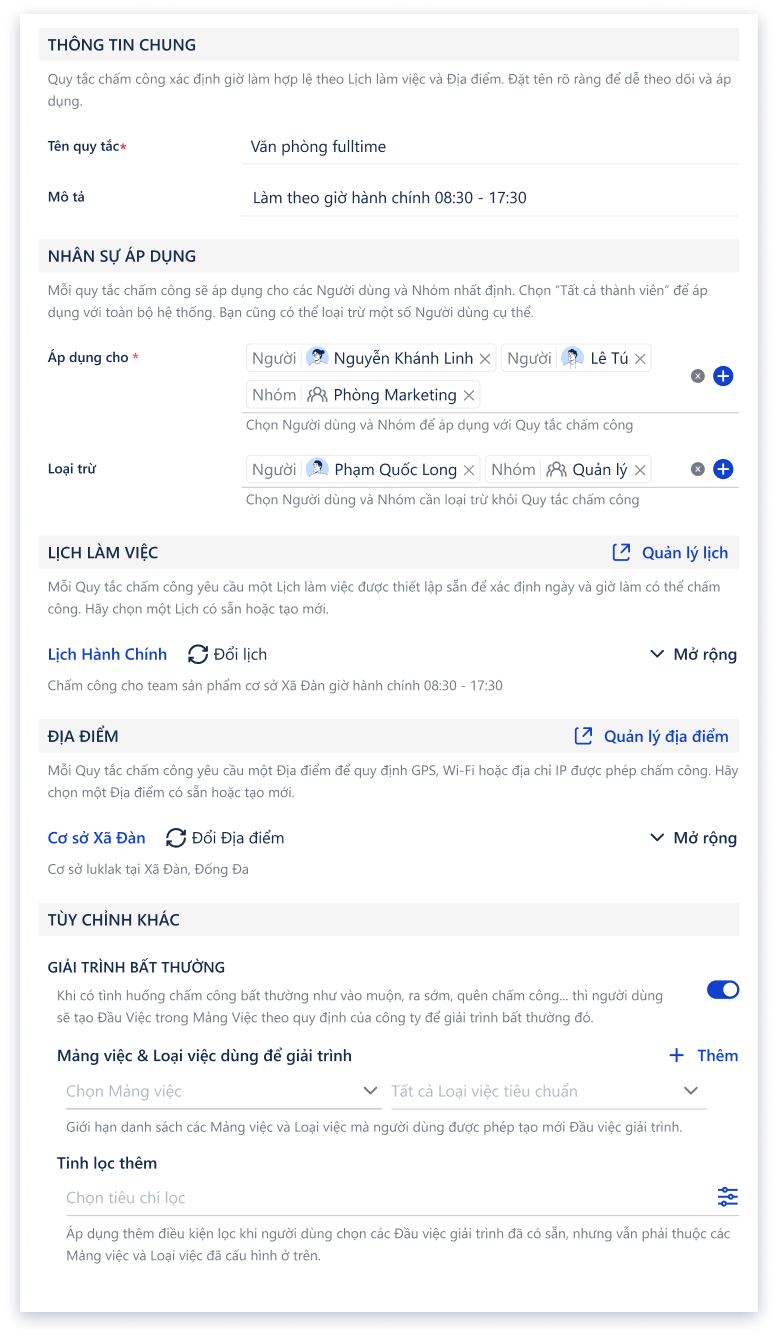 THÔNG TIN CHUNG
Quy tắc chấm công xác định giờ làm hợp lệ theo Lịch làm việc và Địa điểm. Đặt tên rõ ràng để dễ theo dõi và áp
dụng.
Tên quy tắc*
Văn phòng fulltime
Mô tả
Làm theo giờ hành chính 08:30 - 17:30
NHÂN SỰ ÁP DỤNG
Mỗi quy tắc chấm công sẽ áp dụng cho các Người dùng và Nhóm nhất định. Chọn “Tất cả thành viên” để áp
dụng với toàn bộ hệ thống. Bạn cũng có thể loại trừ một số Người dùng cụ thể.
Áp dụng cho *
Người Nguyễn Khánh Linh Người Lê Tú
Nhóm Phòng Marketing
Chọn Người dùng và Nhóm để áp dụng với Quy tắc chấm công
Loại trừ
Người Phạm Quốc Long Nhóm Quản lý
Chọn Người dùng và Nhóm cần loại trừ khỏi Quy tắc chấm công
LỊCH LÀM VIỆC
Quản lý lịch
Mỗi Quy tắc chấm công yêu cầu một Lịch làm việc được thiết lập sẵn để xác định ngày và giờ làm có thể chấm
công. Hãy chọn một Lịch có sẵn hoặc tạo mới.
Lịch Hành Chính Đổi lịch
Mở rộng
Chấm công cho team sản phẩm cơ sở Xã Đàn giờ hành chính 08:30 - 17:30
ĐỊA ĐIỂM
Quản lý địa điểm
Mỗi Quy tắc chấm công yêu cầu một Địa điểm để quy định GPS, Wi-Fi hoặc địa chỉ IP được phép chấm công. Hãy
chọn một Địa điểm có sẵn hoặc tạo mới.
Cơ sở Xã Đàn Đổi Địa điểm
Mở rộng
Cơ sở luklak tại Xã Đàn, Đống Đa
TÙY CHỈNH KHÁC
GIẢI TRÌNH BẤT THƯỜNG
Khi có tình huống chấm công bất thường như vào muộn, ra sớm, quên chấm công... thì người dùng
sẽ tạo Đầu Việc trong Mảng Việc theo quy định của công ty để giải trình bất thường đó.
Mảng việc & Loại việc dùng để giải trình
Thêm
Chọn Mảng việc
Tất cả Loại việc tiêu chuẩn
Giới hạn danh sách các Mảng việc và Loại việc mà người dùng được phép tạo mới Đầu việc giải trình.
Tinh lọc thêm
Chọn tiêu chí lọc
Áp dụng thêm điều kiện lọc khi người dùng chọn các Đầu việc giải trình đã có sẵn, nhưng vẫn phải thuộc các
Mảng việc và Loại việc đã cấu hình ở trên.